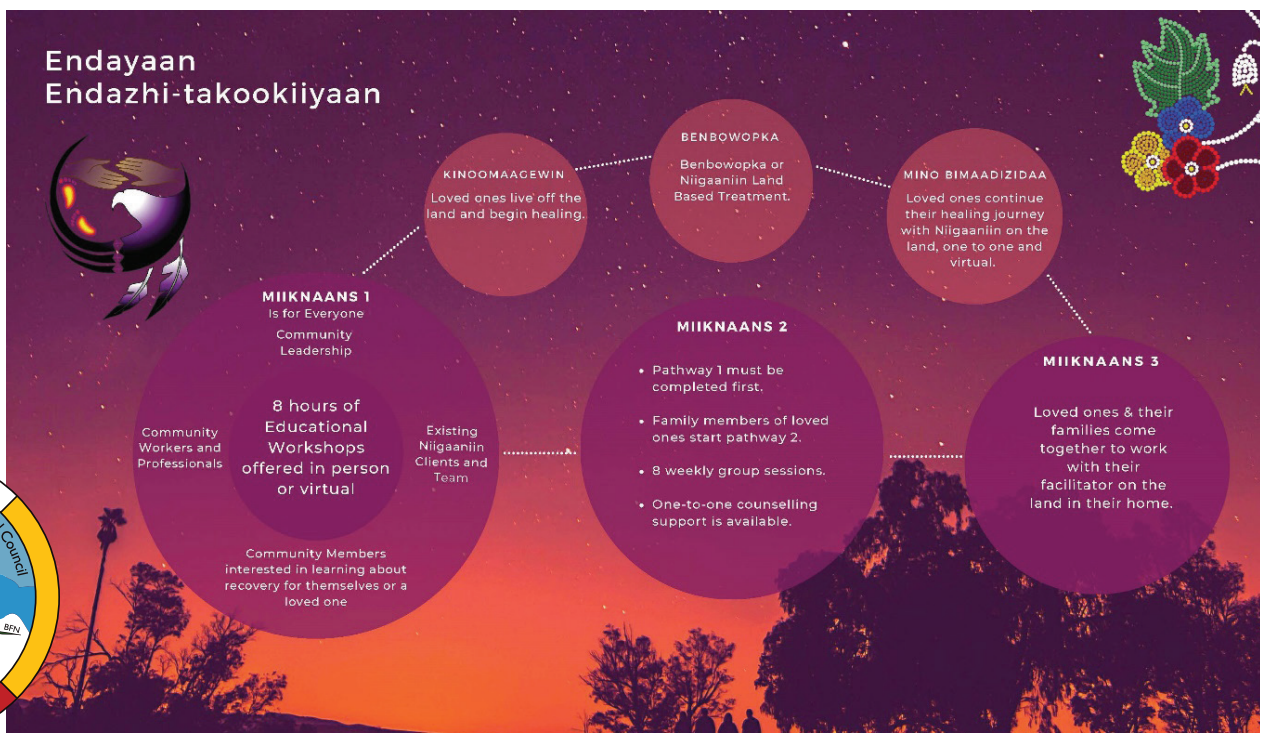 Endayaan
Endazhi-takookiiyaan
KINOOMAAGEWIN
Loved ones live off the
land and begin healing.
BENBOWOPKA
Benbowopka or
Niigaaniin Land
Based Treatment.
MINO BIMAADIZIDAA
Loved ones continue
their healing journey
with Niigaaniin on the
land, one to one and
virtual.
MIIKNAANS 1
Is for Everyone
Community
Leadership
8 hours of
Educational
Workshops
offered in person
or virtual
Community
Workers and
Professionals
Existing
Niigaaniin
Clients and
Team
Community Members
interested in learning about
recovery for themselves or a
loved one
MIIKNAANS 2
• Pathway 1 must be
completed first.
• Family members of loved
ones start pathway 2.
• 8 weekly group sessions.
• One-to-one counselling
support is available.
MIIKNAANS 3
Loved ones & their
families come
together to work
with their
facilitator on the
land in their home.
Council
BFN